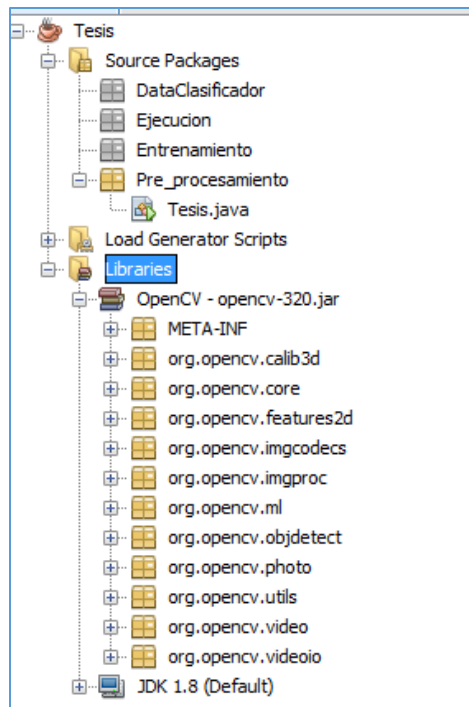 Tesis
Source Packages
DataClasificador
Ejecucion
Entrenamiento
Pre_procesamiento
Tesis.java
Load Generator Scripts
Libraries
OpenCV - opencv-320.jar
META-INF
org.opencv.calib3d
org.opencv.core
org.opencv.features2d
org.opencv.imgcodecs
org.opencv.imgproc
org.opencv.ml
org.opencv.objdetect
org.opencv.photo
org.opencv.utils
org.opencv.video
org.opencv.videoio
JDK 1.8 (Default)